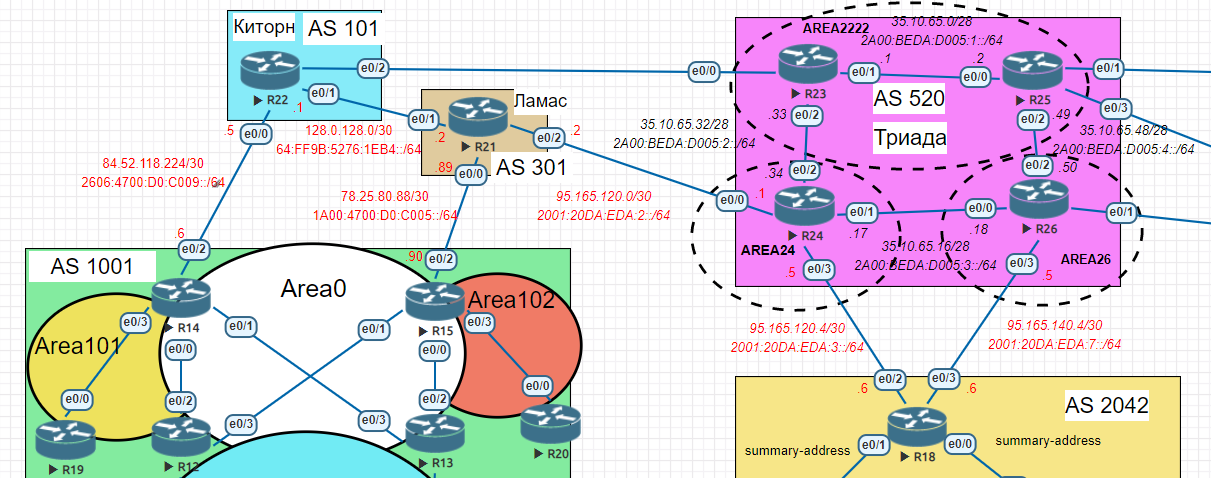 Киторн
AS 101
R22
e0/2
e0/1
.1
.5
e0/0
128.0.128.0/30
64:FF9B:5276:1EB4::/64
84.52.118.224/30
2606:4700:D0:C009::/64
.6
e0/2
Ламас
e0/1
.2
R21
e0/2
.2
.89
e0/0
AS 301
78.25.80.88/30
1A00:4700:D0:C005::/64
95.165.120.0/30
2001:20DA:EDA:2::/64
.90
e0/2
35.10.65.32/28
2A00:BEDA:D005:2::/64
AREA2222
35.10.65.0/28
2A00:BEDA:D005:1::/64
e0/0
R23
e0/1
.1
.2
e0/0
R25
e0/1
e0/3
AS 520
Триада
.33
e0/2
.49
e0/2
35.10.65.48/28
2A00:BEDA:D005:4::/64
.34
e0/2
e0/2
.50
e0/0
.1
R24
e0/1
.17
e0/0
.18
R26
e0/1
AREA24
35.10.65.16/28
2A00:BEDA:D005:3::/64
AREA26
.5
e0/3
e0/3
.5
95.165.120.4/30
2001:20DA:EDA:3::/64
95.165.140.4/30
2001:20DA:EDA:7::/64
AS 1001
Area0
R14
e0/3
e0/1
e0/0
Area101
e0/0
R19
e0/2
R12
e0/3
R15
e0/1
e0/3
e0/0
Area102
e0/0
R20
e0/3
e0/2
R13
.6
e0/2
e0/3
.6
AS 2042
R18
e0/1
e0/0
summary-address
summary-address